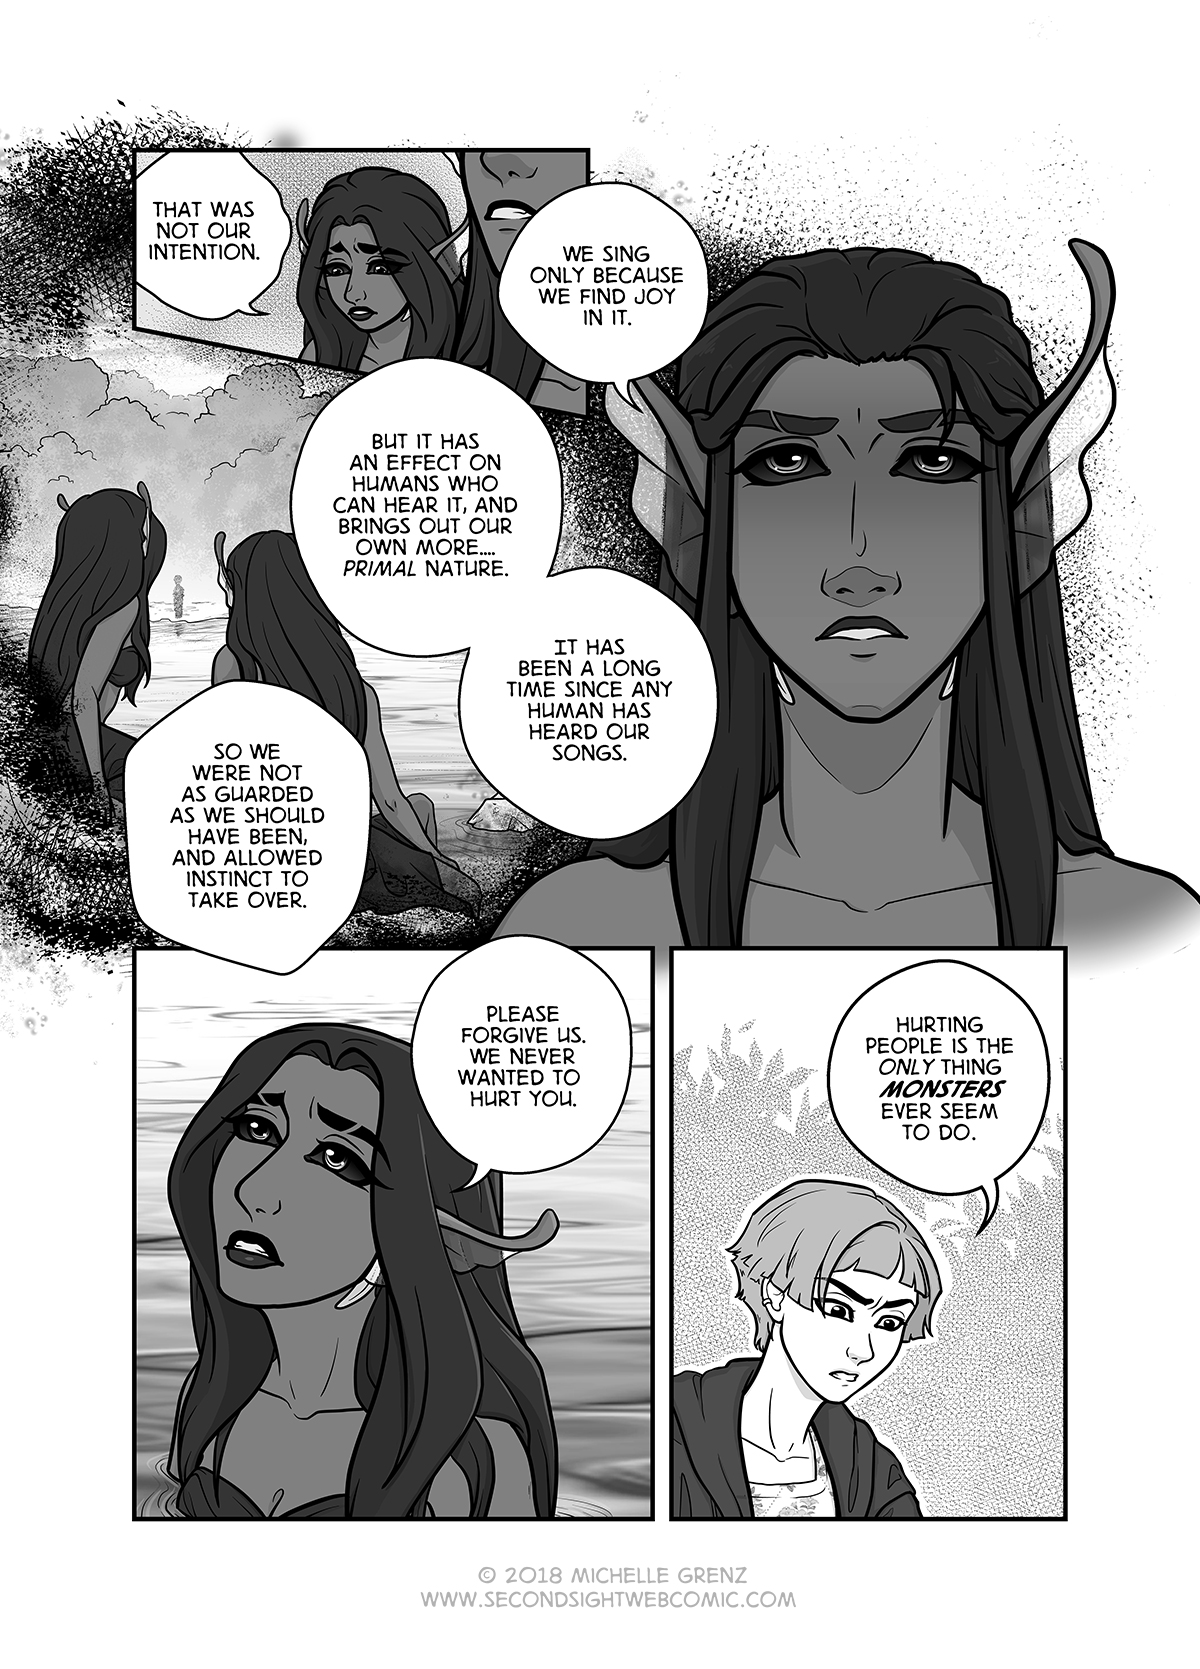 THAT WAS
NOT OUR
INTENTION.
WE SING
ONLY BECAUSE
WE FIND JOY
IN IT.
BUT IT HAS
AN EFFECT ON
HUMANS WHO
CAN HEAR IT, AND
BRINGS OUT OUR
OWN MORE....
PRIMAL NATURE.
IT HAS
BEEN A LONG
TIME SINCE ANY
HUMAN HAS
HEARD OUR
SONGS.
SO WE
WERE NOT
AS GUARDED
AS WE SHOULD
HAVE BEEN,
AND ALLOWED
INSTINCT TO
TAKE OVER.
PLEASE
FORGIVE US.
WE NEVER
WANTED TO
HURT YOU.
HURTING
PEOPLE IS THE
ONLY THING
MONSTERS
EVER SEEM
TO DO.
© 2018 MICHELLE GRENZ
WWW.SECONDSIGHTWEBCOMIC.COM